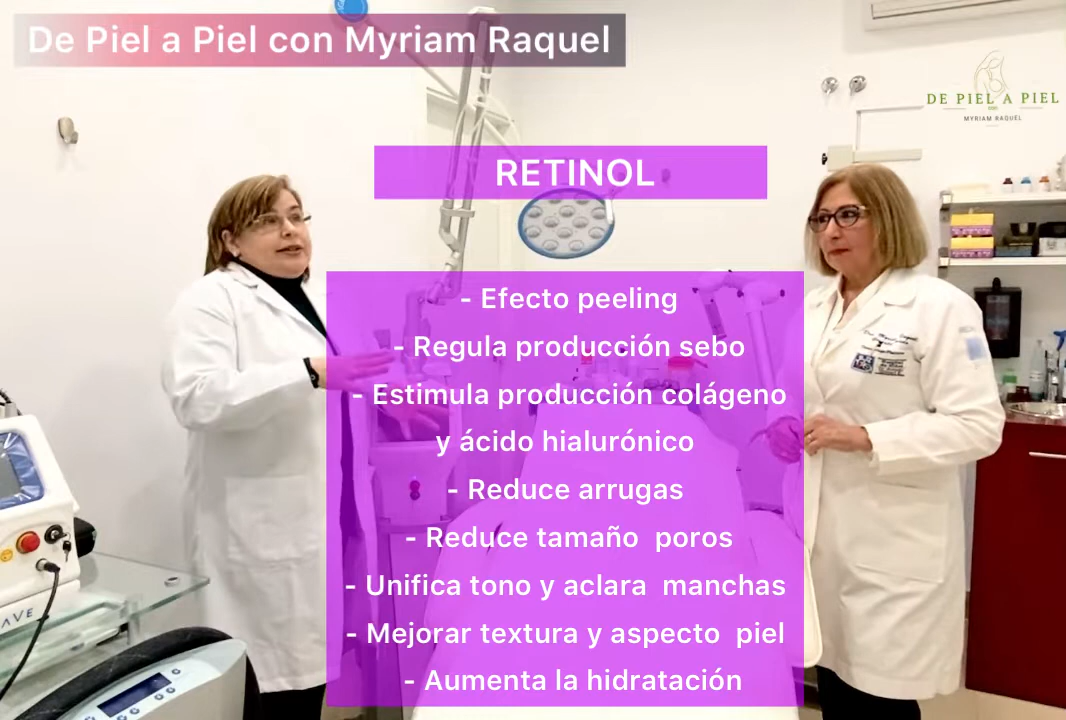 De Piel a Piel con Myriam Raquel
DE PIEL A PIEL
MYRIAM RAQUEL
RETINOL
- Efecto peeling
- Regula producción sebo
- Estimula producción colágeno
y ácido hialurónico
- Reduce arrugas
- Reduce tamaño poros
- Unifica tono y aclara manchas
- Mejorar textura y aspecto piel
- Aumenta la hidratación
AVE